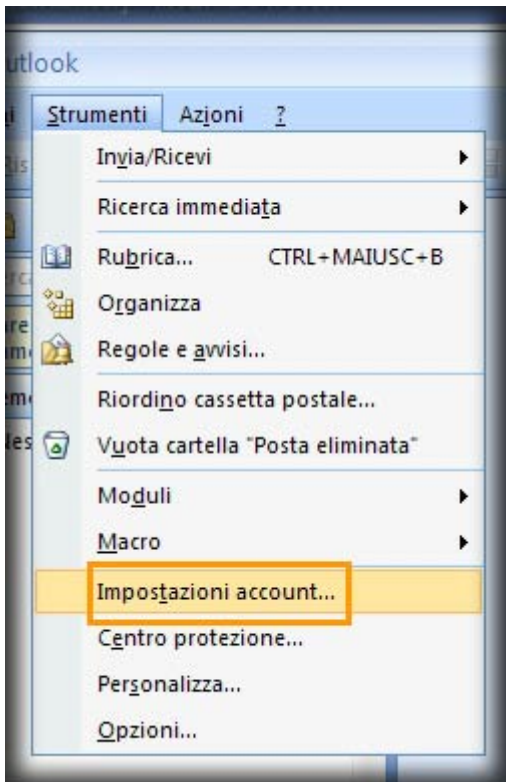 utlook
i Strumenti Azioni ?
Ris
Invia/Ricevi
Ricerca immediata
Rubrica... CTRL+MAIUSC+B
Organizza
Regole e avvisi...
Riordino cassetta postale...
Vuota cartella "Posta eliminata"
Moduli
Macro
Impostazioni account...
Centro protezione...
Personalizza...
Opzioni...